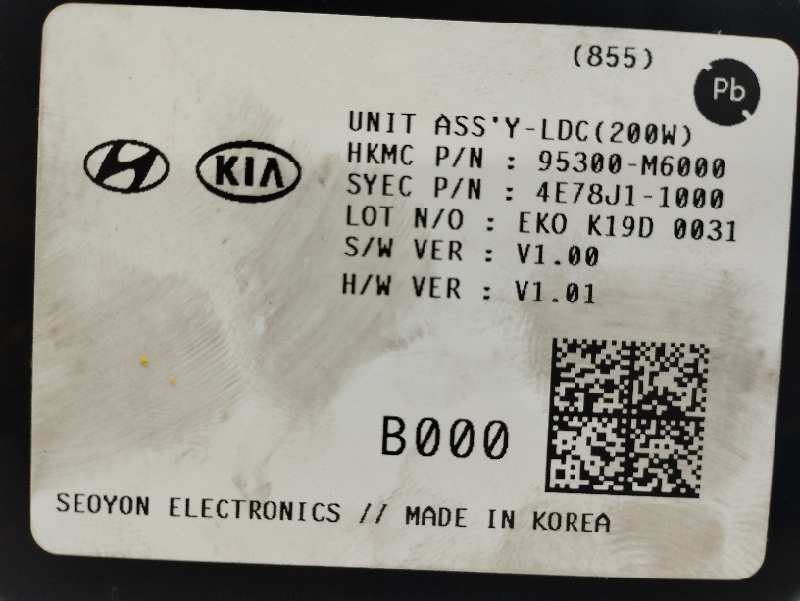 (855)
Pb
KIA
UNIT ASS'Y-LDC(200W)
HKMC P/N : 95300-M6000
SYEC P/N : 4E78J1-1000
LOT N/O : EKO K19D 0031
S/W VER : V1.00
H/W VER : V1.01
B000
SEOYON ELECTRONICS // MADE IN KOREA